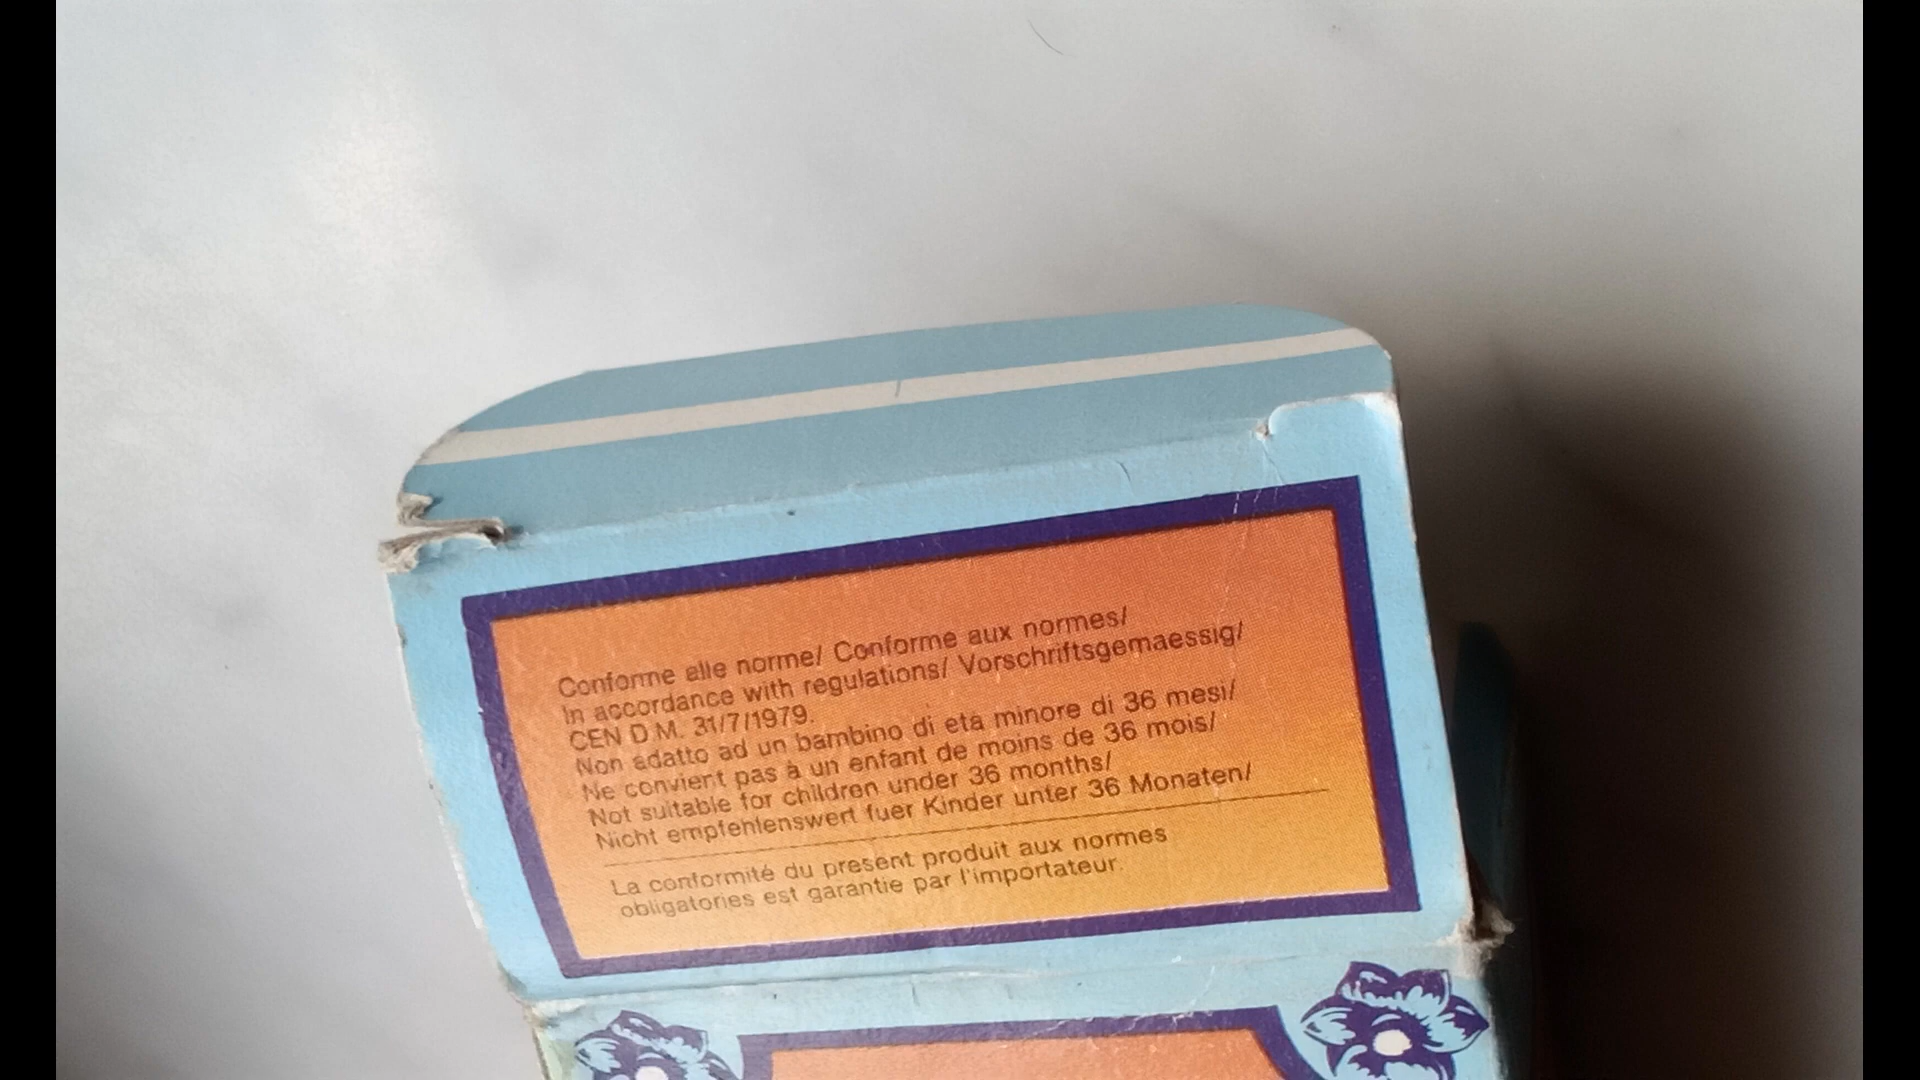 Conforme alle norme/ Conforme aux normes/
In accordance with regulations/ Vorschriftsgemaessig/
CEN D.M. 31/7/1979.
Non adatto ad un bambino di età minore di 36 mesi/
Ne convient pas à un enfant de moins de 36 mois/
Not suitable for children under 36 months/
Nicht empfehlenswert fuer Kinder unter 36 Monaten/
La conformité du present produit aux normes
obligatories est garantie par l'importateur.